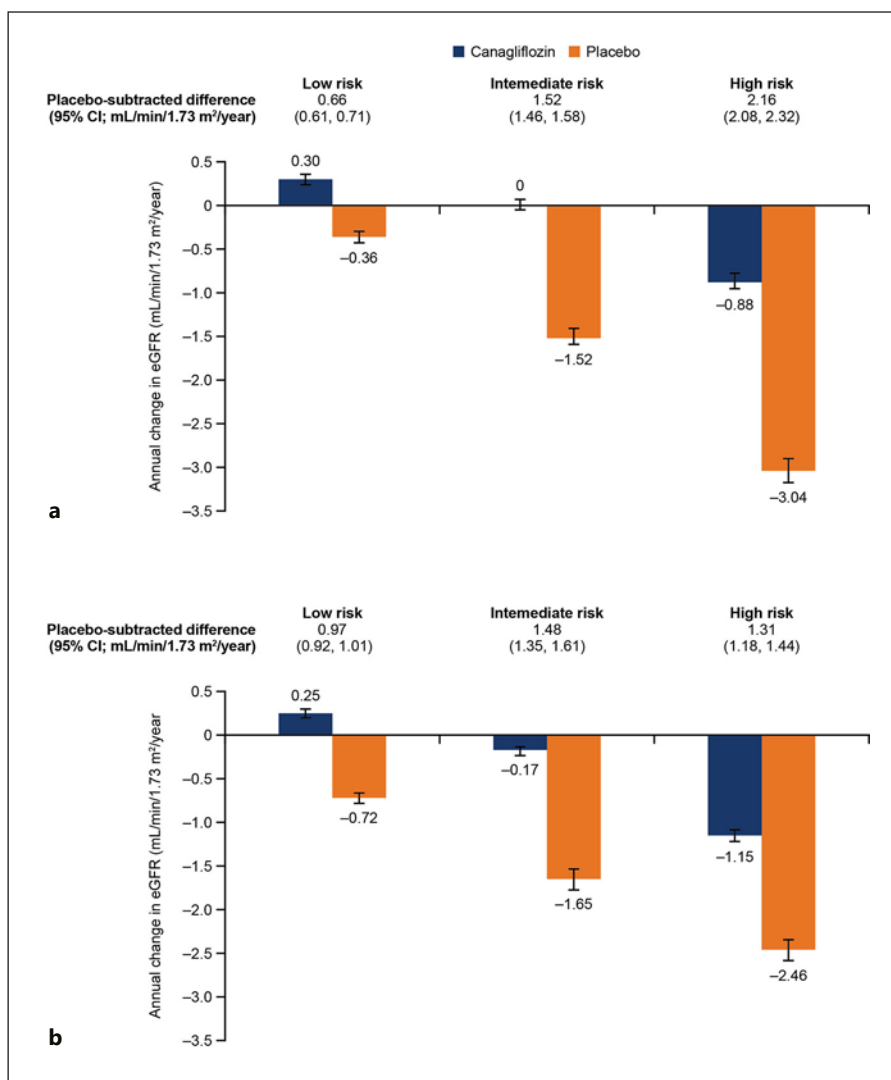 Canagliflozin Placebo
Low risk Intemediate risk High risk
Placebo-subtracted difference 0.66 1.52 2.16
(95% CI; mL/min/1.73 m²/year) (0.61, 0.71) (1.46, 1.58) (2.08, 2.32)
Annual change in eGFR (mL/min/1.73 m²/year)
0.5
0
–0.5
–1.0
–1.5
–2.0
–2.5
–3.0
–3.5
0.30
–0.36
0
–1.52
–0.88
–3.04
a
Low risk Intemediate risk High risk
Placebo-subtracted difference 0.97 1.48 1.31
(95% CI; mL/min/1.73 m²/year) (0.92, 1.01) (1.35, 1.61) (1.18, 1.44)
Annual change in eGFR (mL/min/1.73 m²/year
0.5
0
–0.5
–1.0
–1.5
–2.0
–2.5
–3.0
–3.5
0.25
–0.72
–0.17
–1.65
–1.15
–2.46
b